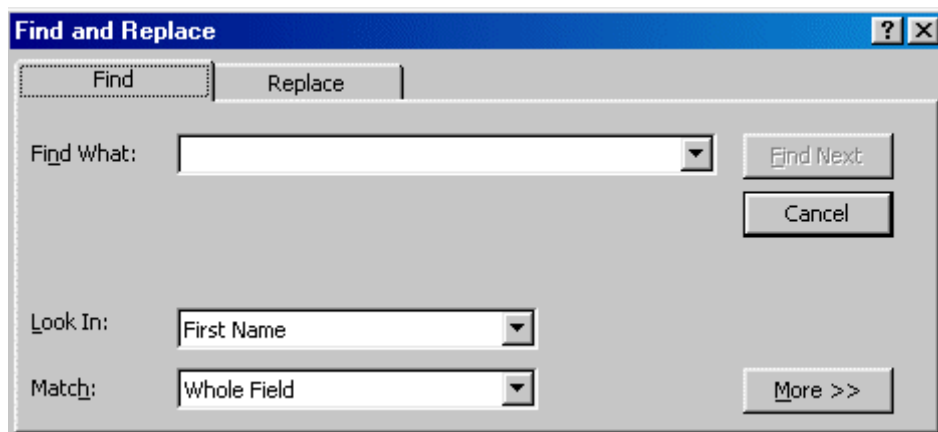 Find and Replace
Find Replace
Find What: Find Next
Cancel
Look In: First Name
Match: Whole Field More >>